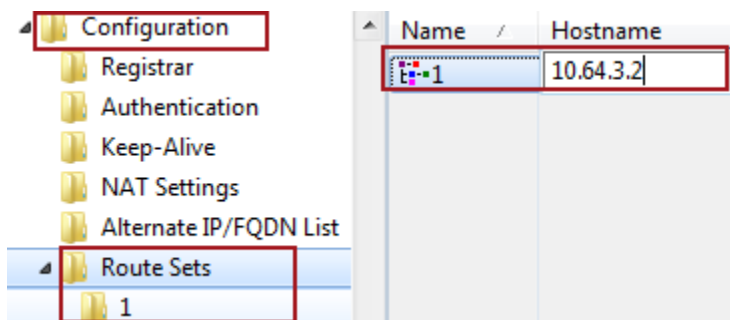 Configuration
Registrar
Authentication
Keep-Alive
NAT Settings
Alternate IP/FQDN List
Route Sets
1
Name Hostname
1 10.64.3.2